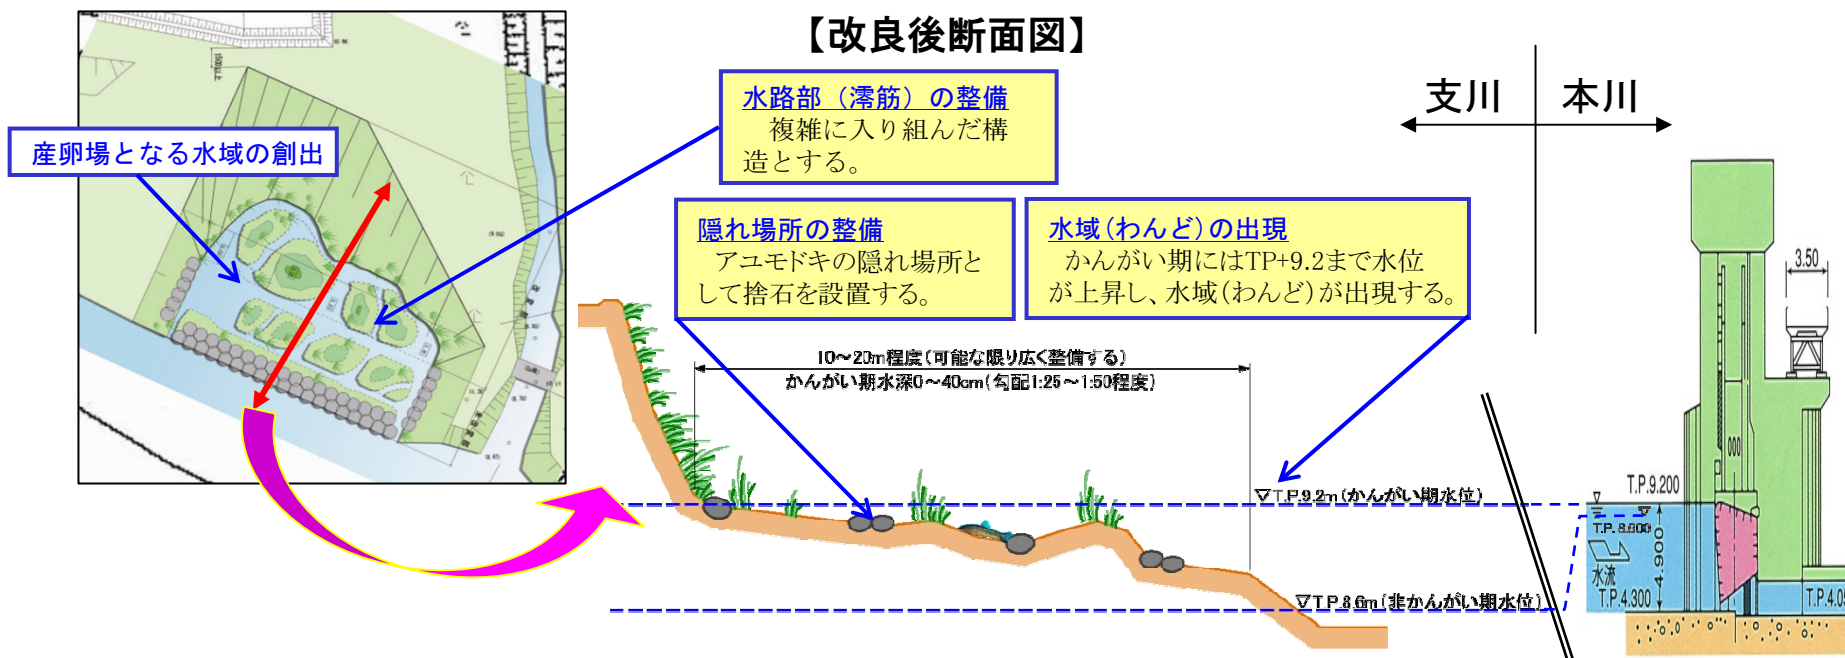 【改良後断面図】
水路部（澪筋）の整備
複雑に入り組んだ構
造とする。
産卵場となる水域の創出
隠れ場所の整備
アユモドキの隠れ場所と
して捨石を設置する。
水域(わんど)の出現
かんがい期にはTP+9.2まで水位
が上昇し、水域(わんど)が出現する。
支川
本川
3.50
10～20m程度(可能な限り広く整備する)
かんがい期水深0～40cm(勾配1:25～1:50程度)
▽T.P.9.2m(かんがい期水位)
▽T.P.8.6m(非かんがい期水位)
T.P.9.200
T.P.8.600
水流
4.900
T.P.4.300
T.P.4.05